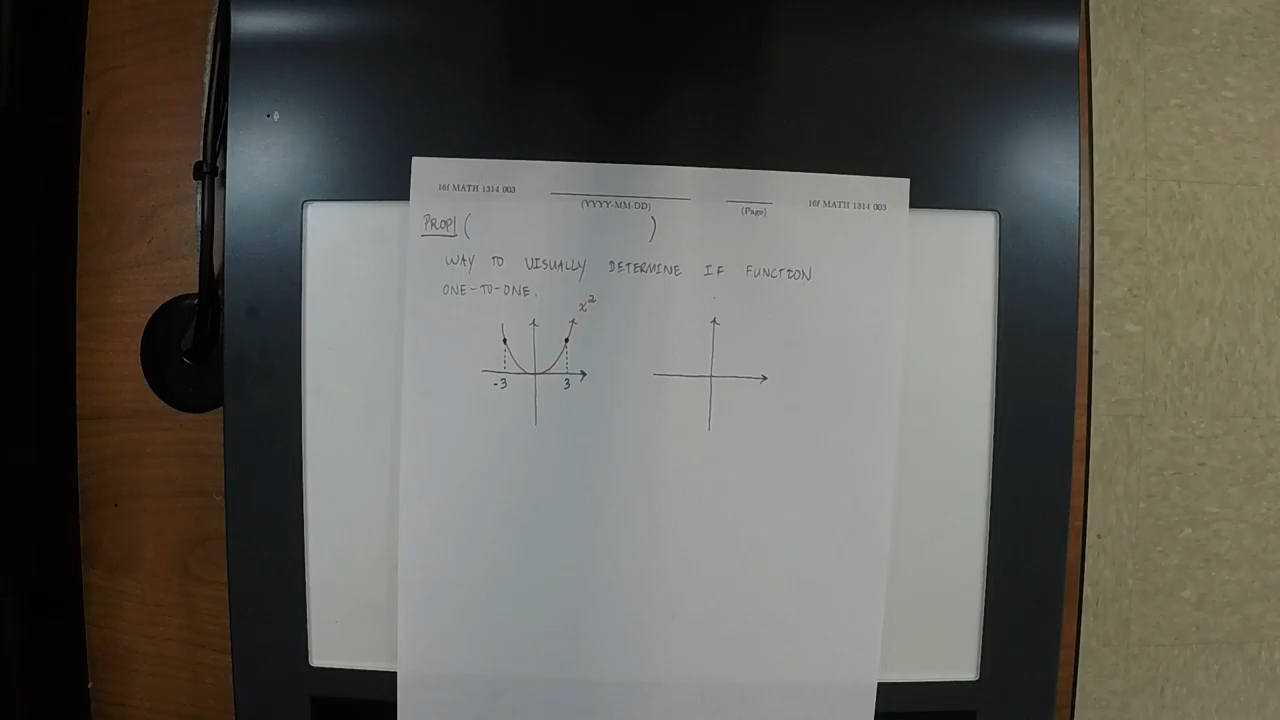 16f MATH 1314 003
(YYYY-MM-DD)
(Page)
16f MATH 1314 003
PROP| ( )
WAY TO VISUALLY DETERMINE IF FUNCTION
ONE-TO-ONE.
x²
-3 3